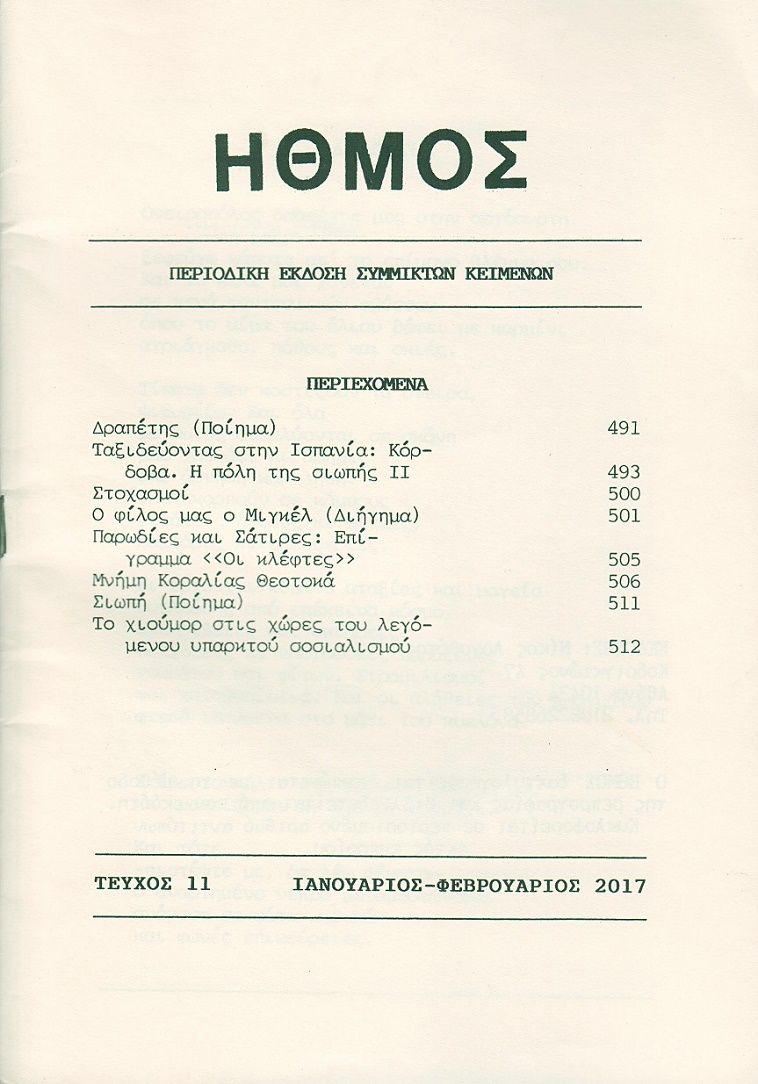 ΗΘΜΟΣ
ΠΕΡΙΟΔΙΚΗ ΕΚΔΟΣΗ ΣΥΜΜΙΚΤΩΝ ΚΕΙΜΕΝΩΝ
ΠΕΡΙΕΧΟΜΕΝΑ
Δραπέτης (Ποίημα) 491
Ταξιδεύοντας στην Ισπανία: Κόρ-
δοβα. Η πόλη της σιωπής ΙΙ 493
Στοχασμοί 500
Ο φίλος μας ο Μιγκέλ (Διήγημα) 501
Παρωδίες και Σάτιρες: Επί-
γραμμα <<Οι κλέφτες>> 505
Μνήμη Κοραλίας Θεοτοκά 506
Σιωπή (Ποίημα) 511
Το χιούμορ στις χώρες του λεγό-
μενου υπαρκτού σοσιαλισμού 512
ΤΕΥΧΟΣ 11 ΙΑΝΟΥΑΡΙΟΣ-ΦΕΒΡΟΥΑΡΙΟΣ 2017